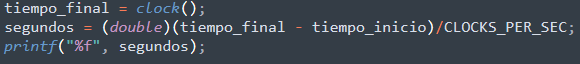 tiempo_final = clock();
segundos = (double)(tiempo_final - tiempo_inicio)/CLOCKS_PER_SEC;
printf("%f", segundos);